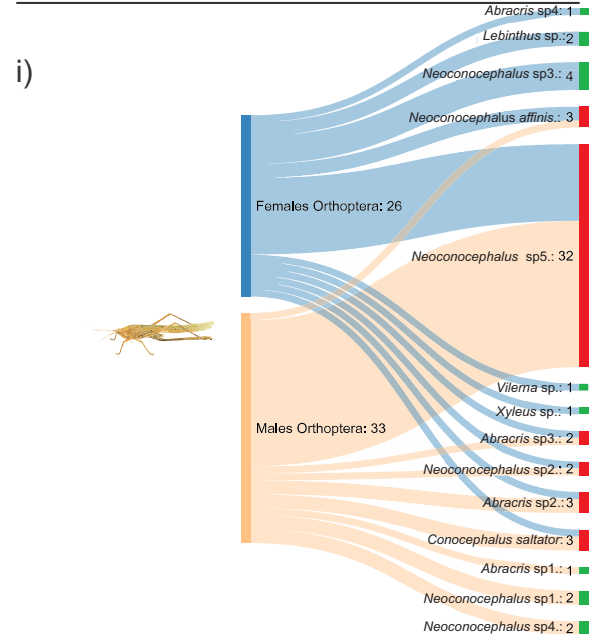 Abracris sp4: 1
Lebinthus sp.: 2
i)
Neoconocephalus sp3.: 4
Neoconocephalus affinis.: 3
Females Orthoptera: 26
Neoconocephalus sp5.: 32
Vilerna sp.: 1
Xyleus sp.: 1
Males Orthoptera: 33
Abracris sp3.: 2
Neoconocephalus sp2.: 2
Abracris sp2.: 3
Conocephalus saltator: 3
Abracris sp1.: 1
Neoconocephalus sp1.: 2
Neoconocephalus sp4.: 2